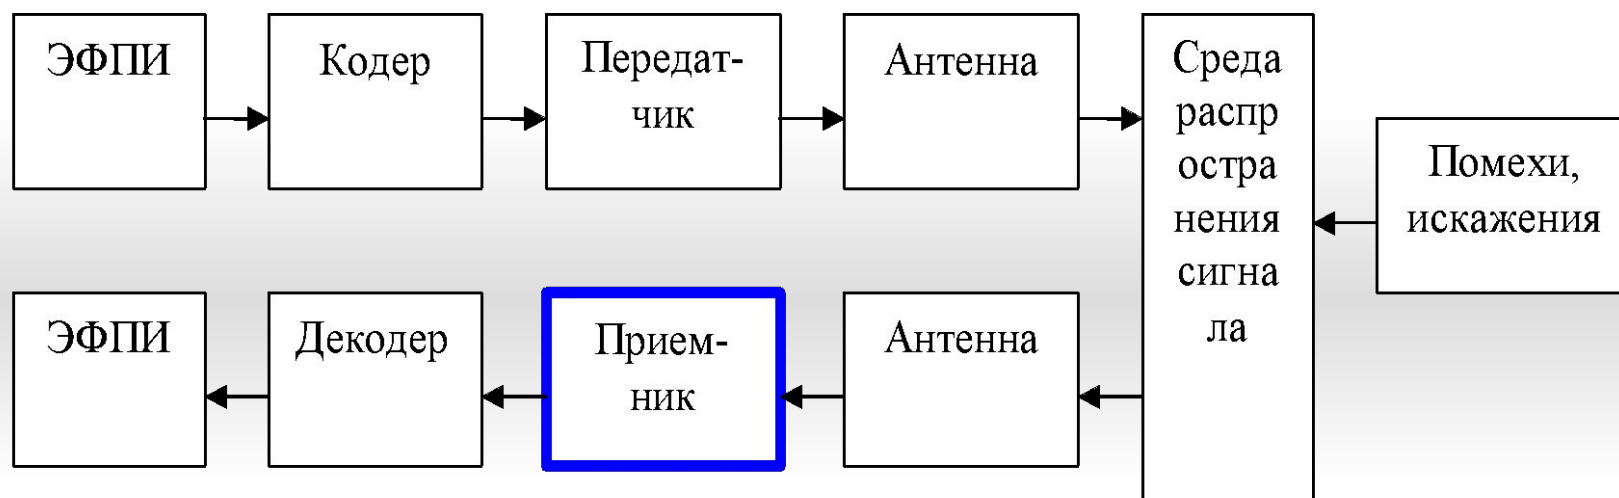 ЭФПИ
Кодер
Передат-
чик
Антенна
Среда
распр
остра
нения
сигна
ла
Помехи,
искажения
ЭФПИ
Декодер
Прием-
ник
Антенна